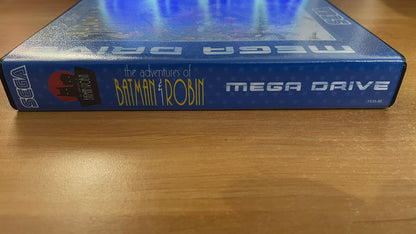 MEGA DRIVE
SEGA
the adventures of
BATMAN & ROBIN
MEGA DRIVE